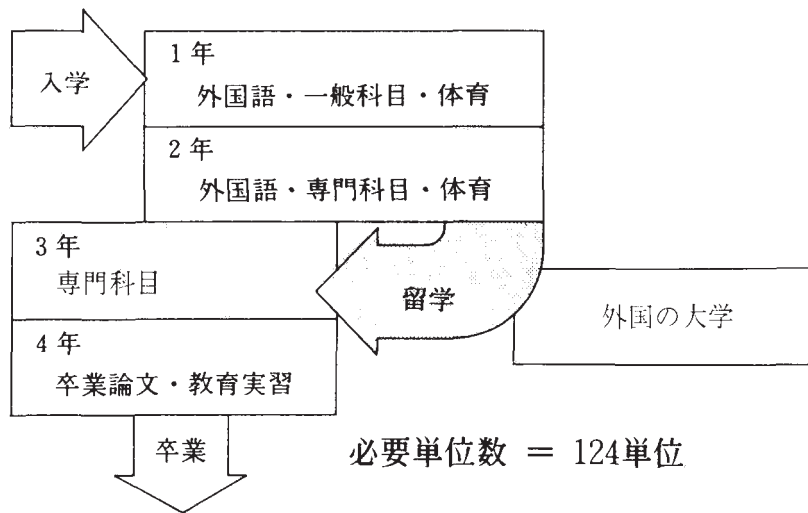 入学
1年
外国語・一般科目・体育
2年
外国語・専門科目・体育
3年
専門科目
留学
外国の大学
4年
卒業論文・教育実習
卒業
必要単位数 = 124単位